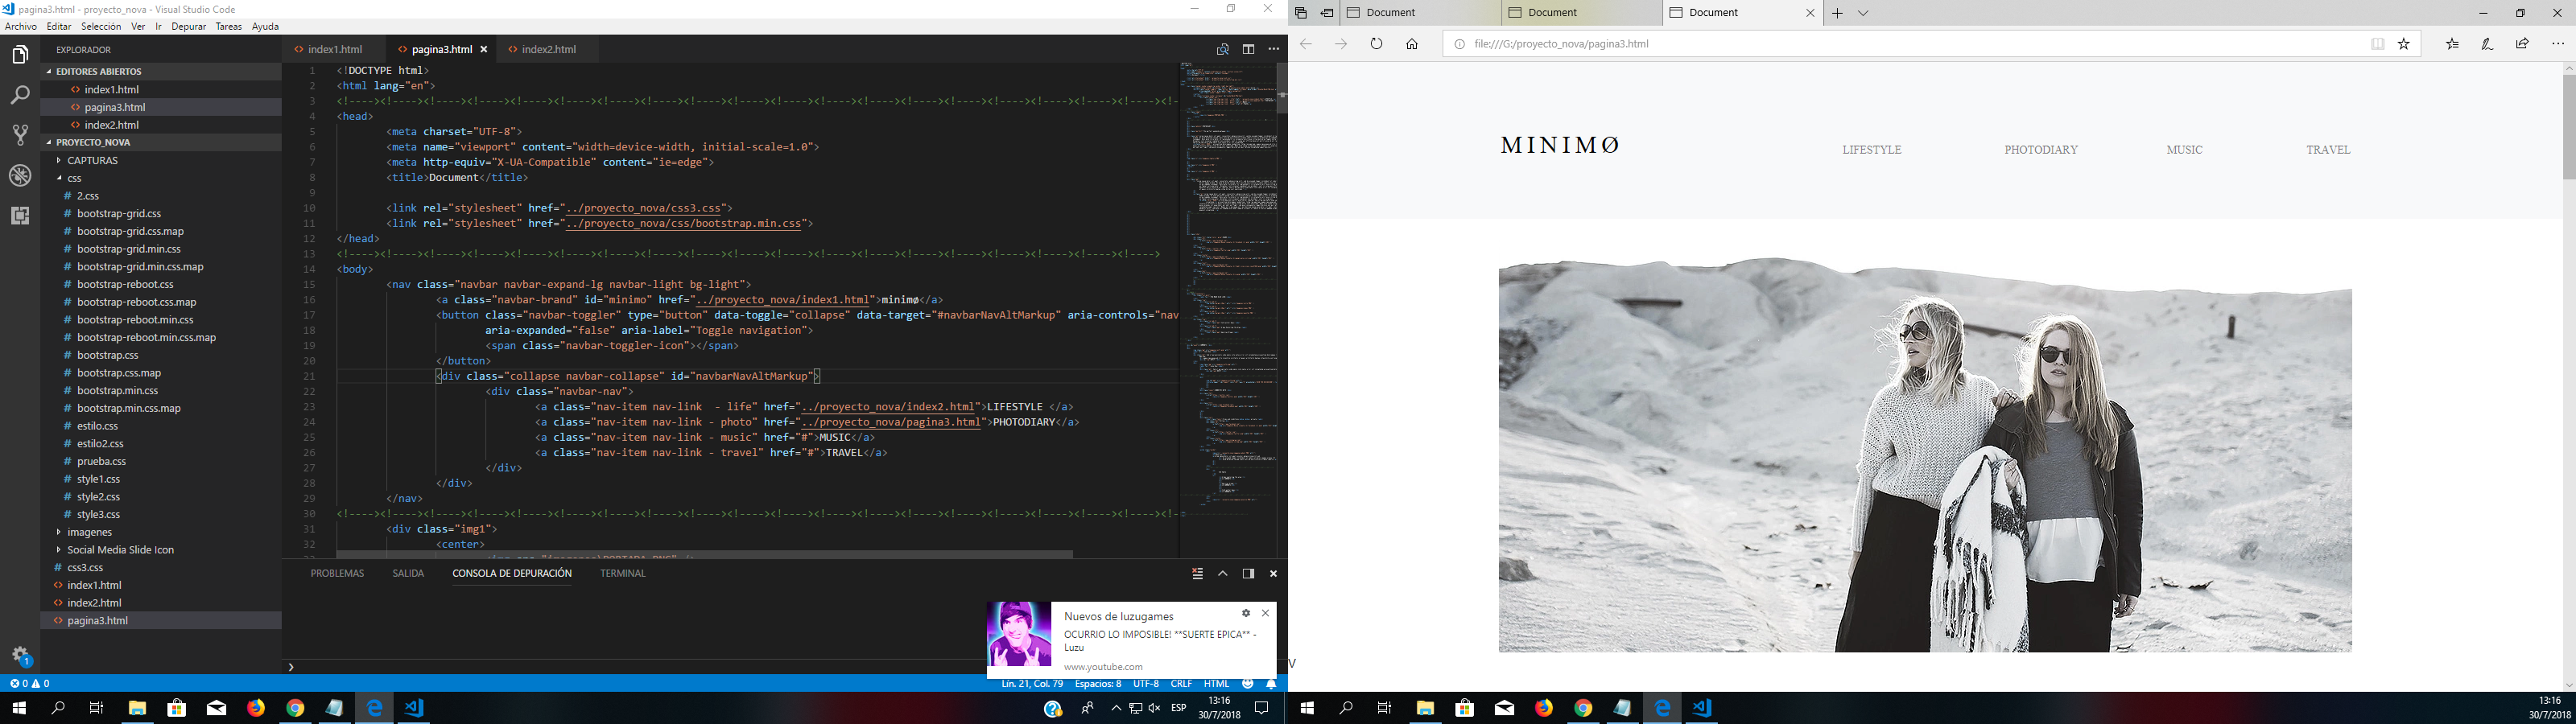 pagina3.html - proyecto_nova - Visual Studio Code
Archivo Editar Selección Ver Ir Depurar Tareas Ayuda
EXPLORADOR
EDITORES ABIERTOS
index1.html
pagina3.html
index2.html
PROYECTO_NOVA
CAPTURAS
css
# 2.css
# bootstrap-grid.css
# bootstrap-grid.css.map
# bootstrap-grid.min.css
# bootstrap-grid.min.css.map
# bootstrap-reboot.css
# bootstrap-reboot.css.map
# bootstrap-reboot.min.css
# bootstrap-reboot.min.css.map
# bootstrap.css
# bootstrap.css.map
# bootstrap.min.css
# bootstrap.min.css.map
# estilo.css
# estilo2.css
# prueba.css
# style1.css
# style2.css
# style3.css
imagenes
Social Media Slide Icon
# css3.css
index1.html
index2.html
pagina3.html
index1.html pagina3.html index2.html
1 <!DOCTYPE html>
2 <html lang="en">
3
4 <head>
5 <meta charset="UTF-8">
6 <meta name="viewport" content="width=device-width, initial-scale=1.0">
7 <meta http-equiv="X-UA-Compatible" content="ie=edge">
8 <title>Document</title>
9
10 <link rel="stylesheet" href="../proyecto_nova/css3.css">
11 <link rel="stylesheet" href="../proyecto_nova/css/bootstrap.min.css">
12 </head>
13
14 <body>
15 <nav class="navbar navbar-expand-lg navbar-light bg-light">
16 <a class="navbar-brand" id="minimo" href="../proyecto_nova/index1.html">minimø</a>
17 <button class="navbar-toggler" type="button" data-toggle="collapse" data-target="#navbarNavAltMarkup" aria-controls="nav
18 aria-expanded="false" aria-label="Toggle navigation">
19 <span class="navbar-toggler-icon"></span>
20 </button>
21 <div class="collapse navbar-collapse" id="navbarNavAltMarkup">
22 <div class="navbar-nav">
23 <a class="nav-item nav-link  - life" href="../proyecto_nova/index2.html">LIFESTYLE </a>
24 <a class="nav-item nav-link - photo" href="../proyecto_nova/pagina3.html">PHOTODIARY</a>
25 <a class="nav-item nav-link - music" href="#">MUSIC</a>
26 <a class="nav-item nav-link - travel" href="#">TRAVEL</a>
27 </div>
28 </div>
29 </nav>
30
31 <div class="img1">
32 <center>
PROBLEMAS SALIDA CONSOLA DE DEPURACIÓN TERMINAL
Nuevos de luzugames
OCURRIO LO IMPOSIBLE! **SUERTE EPICA** -
Luzu
www.youtube.com
0 0 Lín. 21, Col. 79 Espacios: 8 UTF-8 CRLF HTML
1
ESP
13:16
30/7/2018
Document Document Document
file:///G:/proyecto_nova/pagina3.html
MINIMØ LIFESTYLE PHOTODIARY MUSIC TRAVEL
V
13:16
30/7/2018